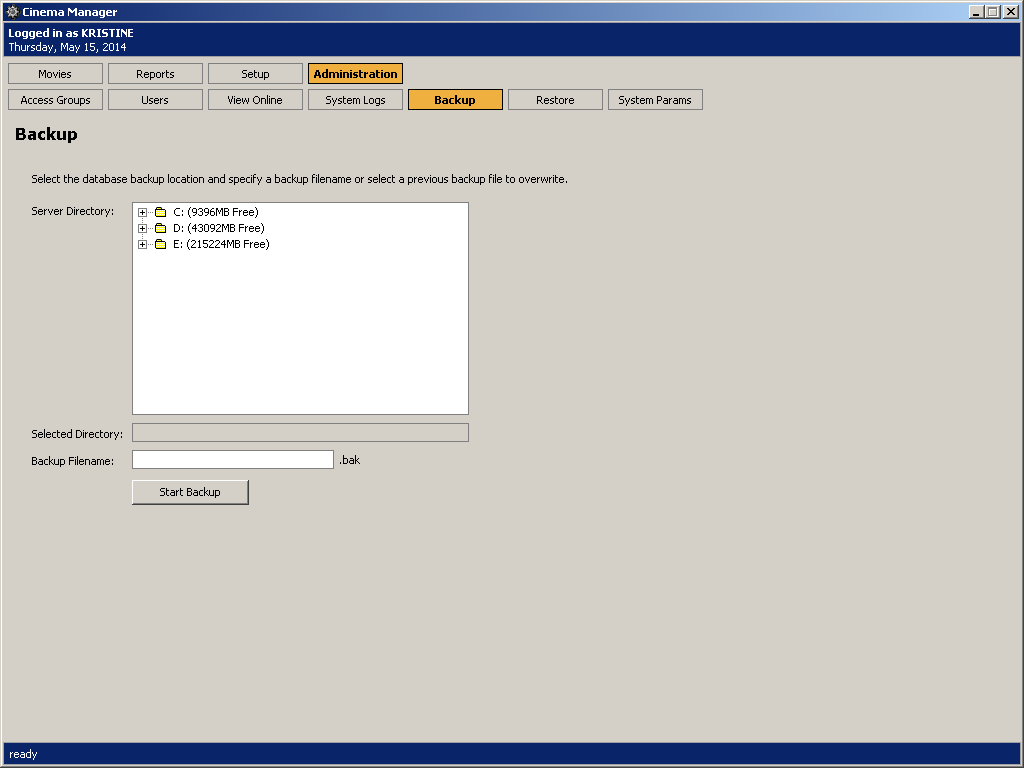 Cinema Manager
Logged in as KRISTINE
Thursday, May 15, 2014
Movies Reports Setup Administration
Access Groups Users View Online System Logs Backup Restore System Params
Backup
Select the database backup location and specify a backup filename or select a previous backup file to overwrite.
Server Directory:
C: (9396MB Free)
D: (43092MB Free)
E: (215224MB Free)
Selected Directory:
Backup Filename: .bak
Start Backup
ready